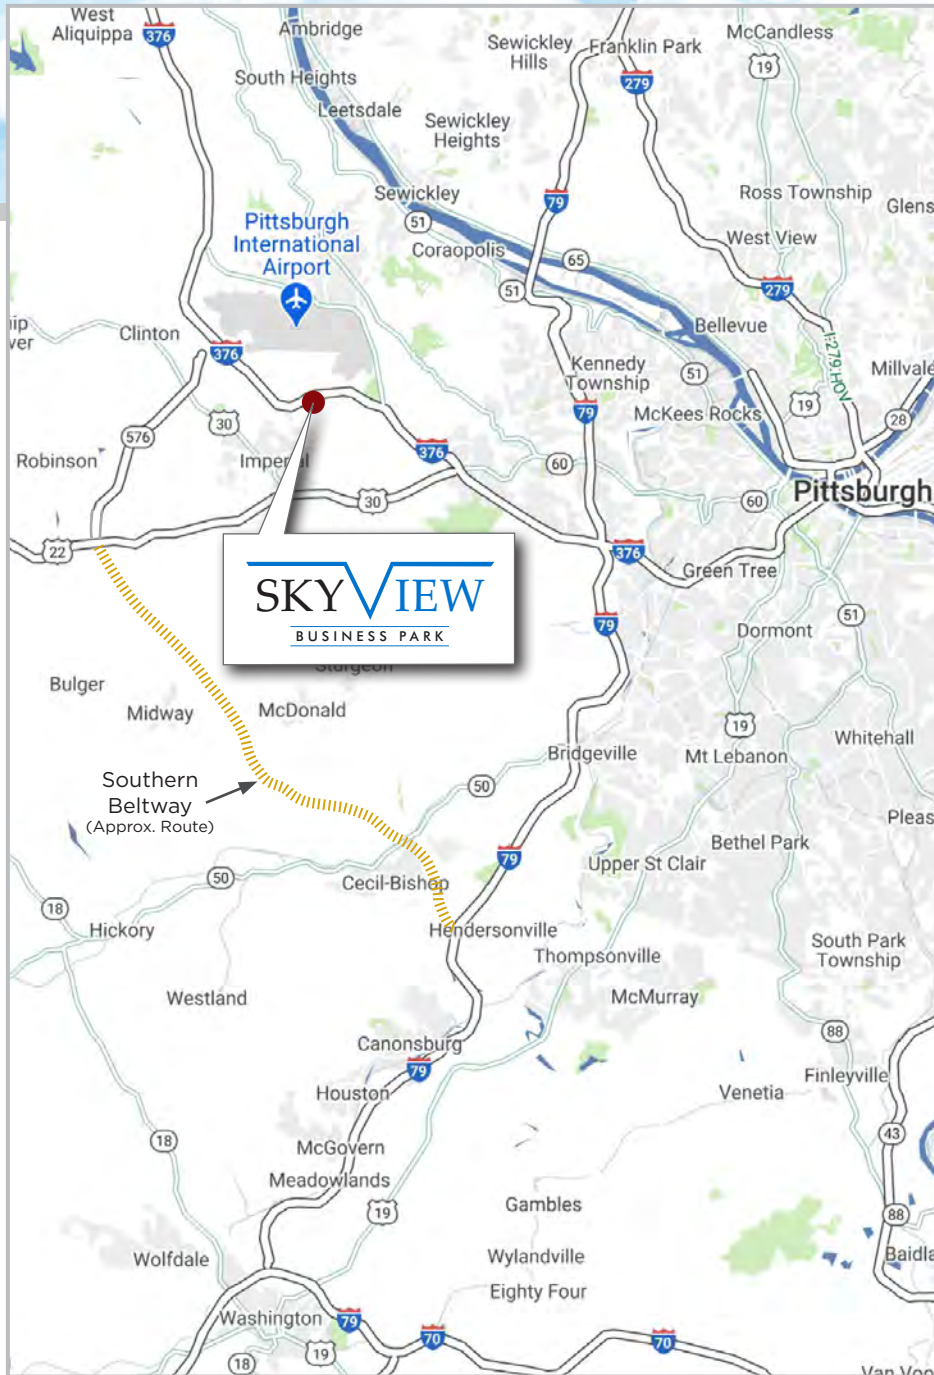 West
Aliquippa
376
Ambridge
Sewickley
Hills
Franklin Park
McCandless
19
279
South Heights
Leetsdale
Sewickley
Heights
Sewickley
79
Ross Township
Glens
51
Pittsburgh
International
Airport
Coraopolis
65
West View
279
51
Clinton
376
Bellevue
I-279 HOV
Kennedy
Township
51
Millvale
79
McKees Rocks
19
28
30
576
Robinson
Imperial
376
60
30
60
Pittsburgh
22
376
Green Tree
SKYVIEW
BUSINESS PARK
79
51
Dormont
Sturgeon
Bulger
Midway
McDonald
19
Whitehall
Bridgeville
Mt Lebanon
Southern
Beltway
(Approx. Route)
50
Pleas
Bethel Park
79
Upper St Clair
50
Cecil-Bishop
18
Hickory
Hendersonville
South Park
Township
Thompsonville
Westland
McMurray
88
Canonsburg
79
Finleyville
Houston
Venetia
43
18
McGovern
Meadowlands
Gambles
19
88
Wolfdale
Wylandville
Baidla
Eighty Four
Washington
79
70
70
19
18
Van Voo